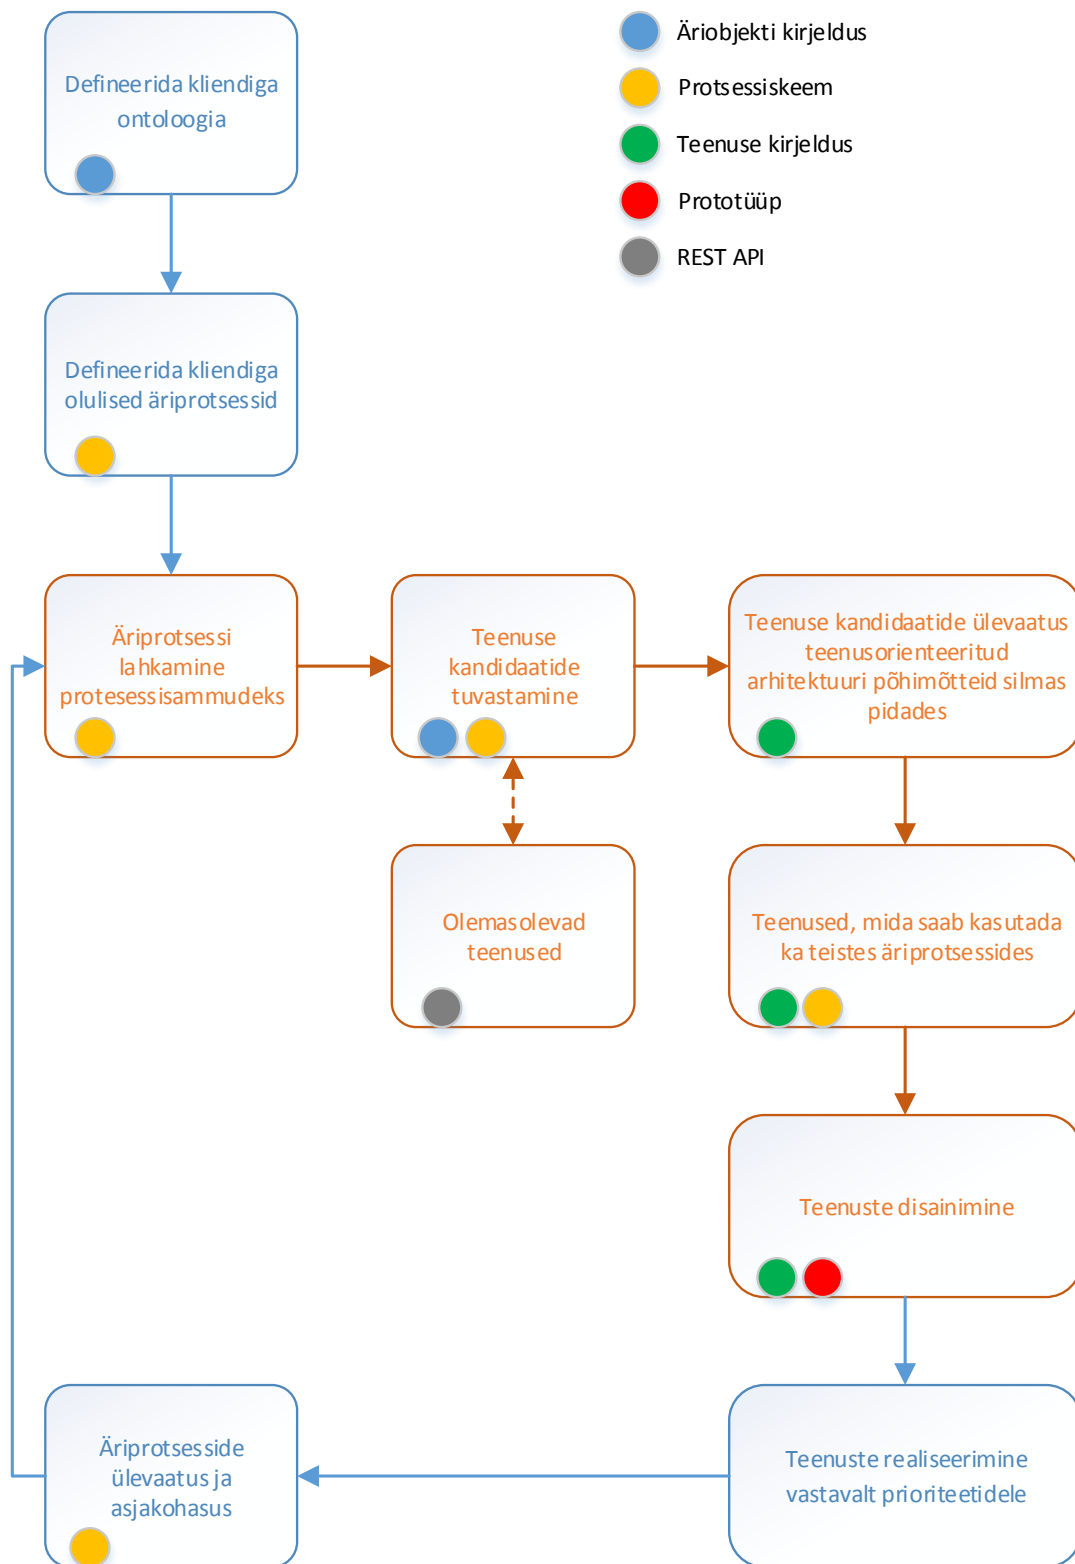 Defineerida kliendiga
ontoloogia
Äriobjekti kirjeldus
Protsessiskeem
Teenuse kirjeldus
Prototüüp
REST API
Defineerida kliendiga
olulised äriprotsessid
Äriprotsessi
lahkamine
protesessisammudeks
Teenuse
kandidaatide
tuvastamine
Teenuse kandidaatide ülevaatus
teenusorienteeritud
arhitektuuri põhimõtteid silmas
pidades
Olemasolevad
teenused
Teenused, mida saab kasutada
ka teistes äriprotsessides
Teenuste disainimine
Äriprotsesside
ülevaatus ja
asjakohasus
Teenuste realiseerimine
vastavalt prioriteetidele